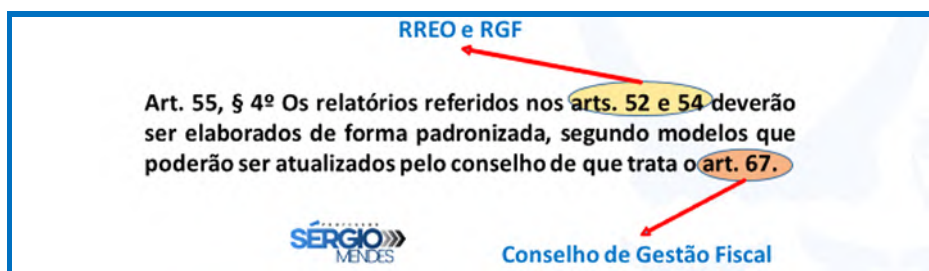 RREO e RGF
Art. 55, § 4º Os relatórios referidos nos arts. 52 e 54 deverão
ser elaborados de forma padronizada, segundo modelos que
poderão ser atualizados pelo conselho de que trata o art. 67.
PROFESSOR
SÉRGIO
MENDES
Conselho de Gestão Fiscal